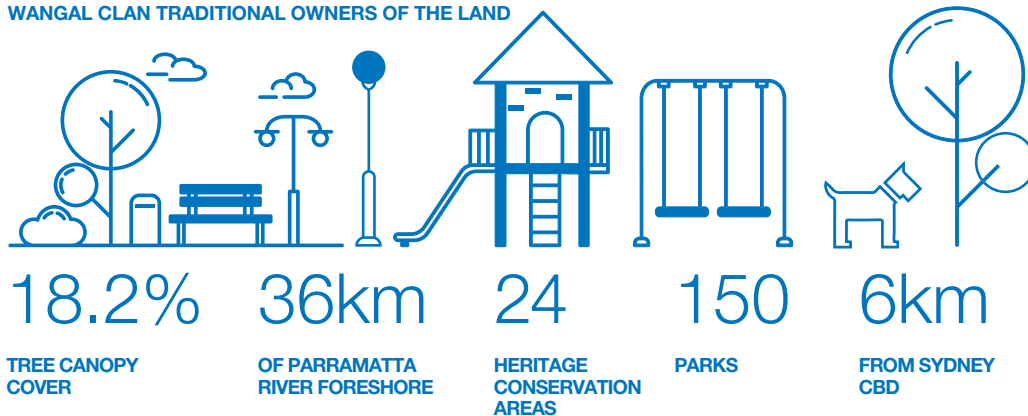 WANGAL CLAN TRADITIONAL OWNERS OF THE LAND
18.2%
TREE CANOPY
COVER
36km
OF PARRAMATTA
RIVER FORESHORE
24
HERITAGE
CONSERVATION
AREAS
150
PARKS
6km
FROM SYDNEY
CBD